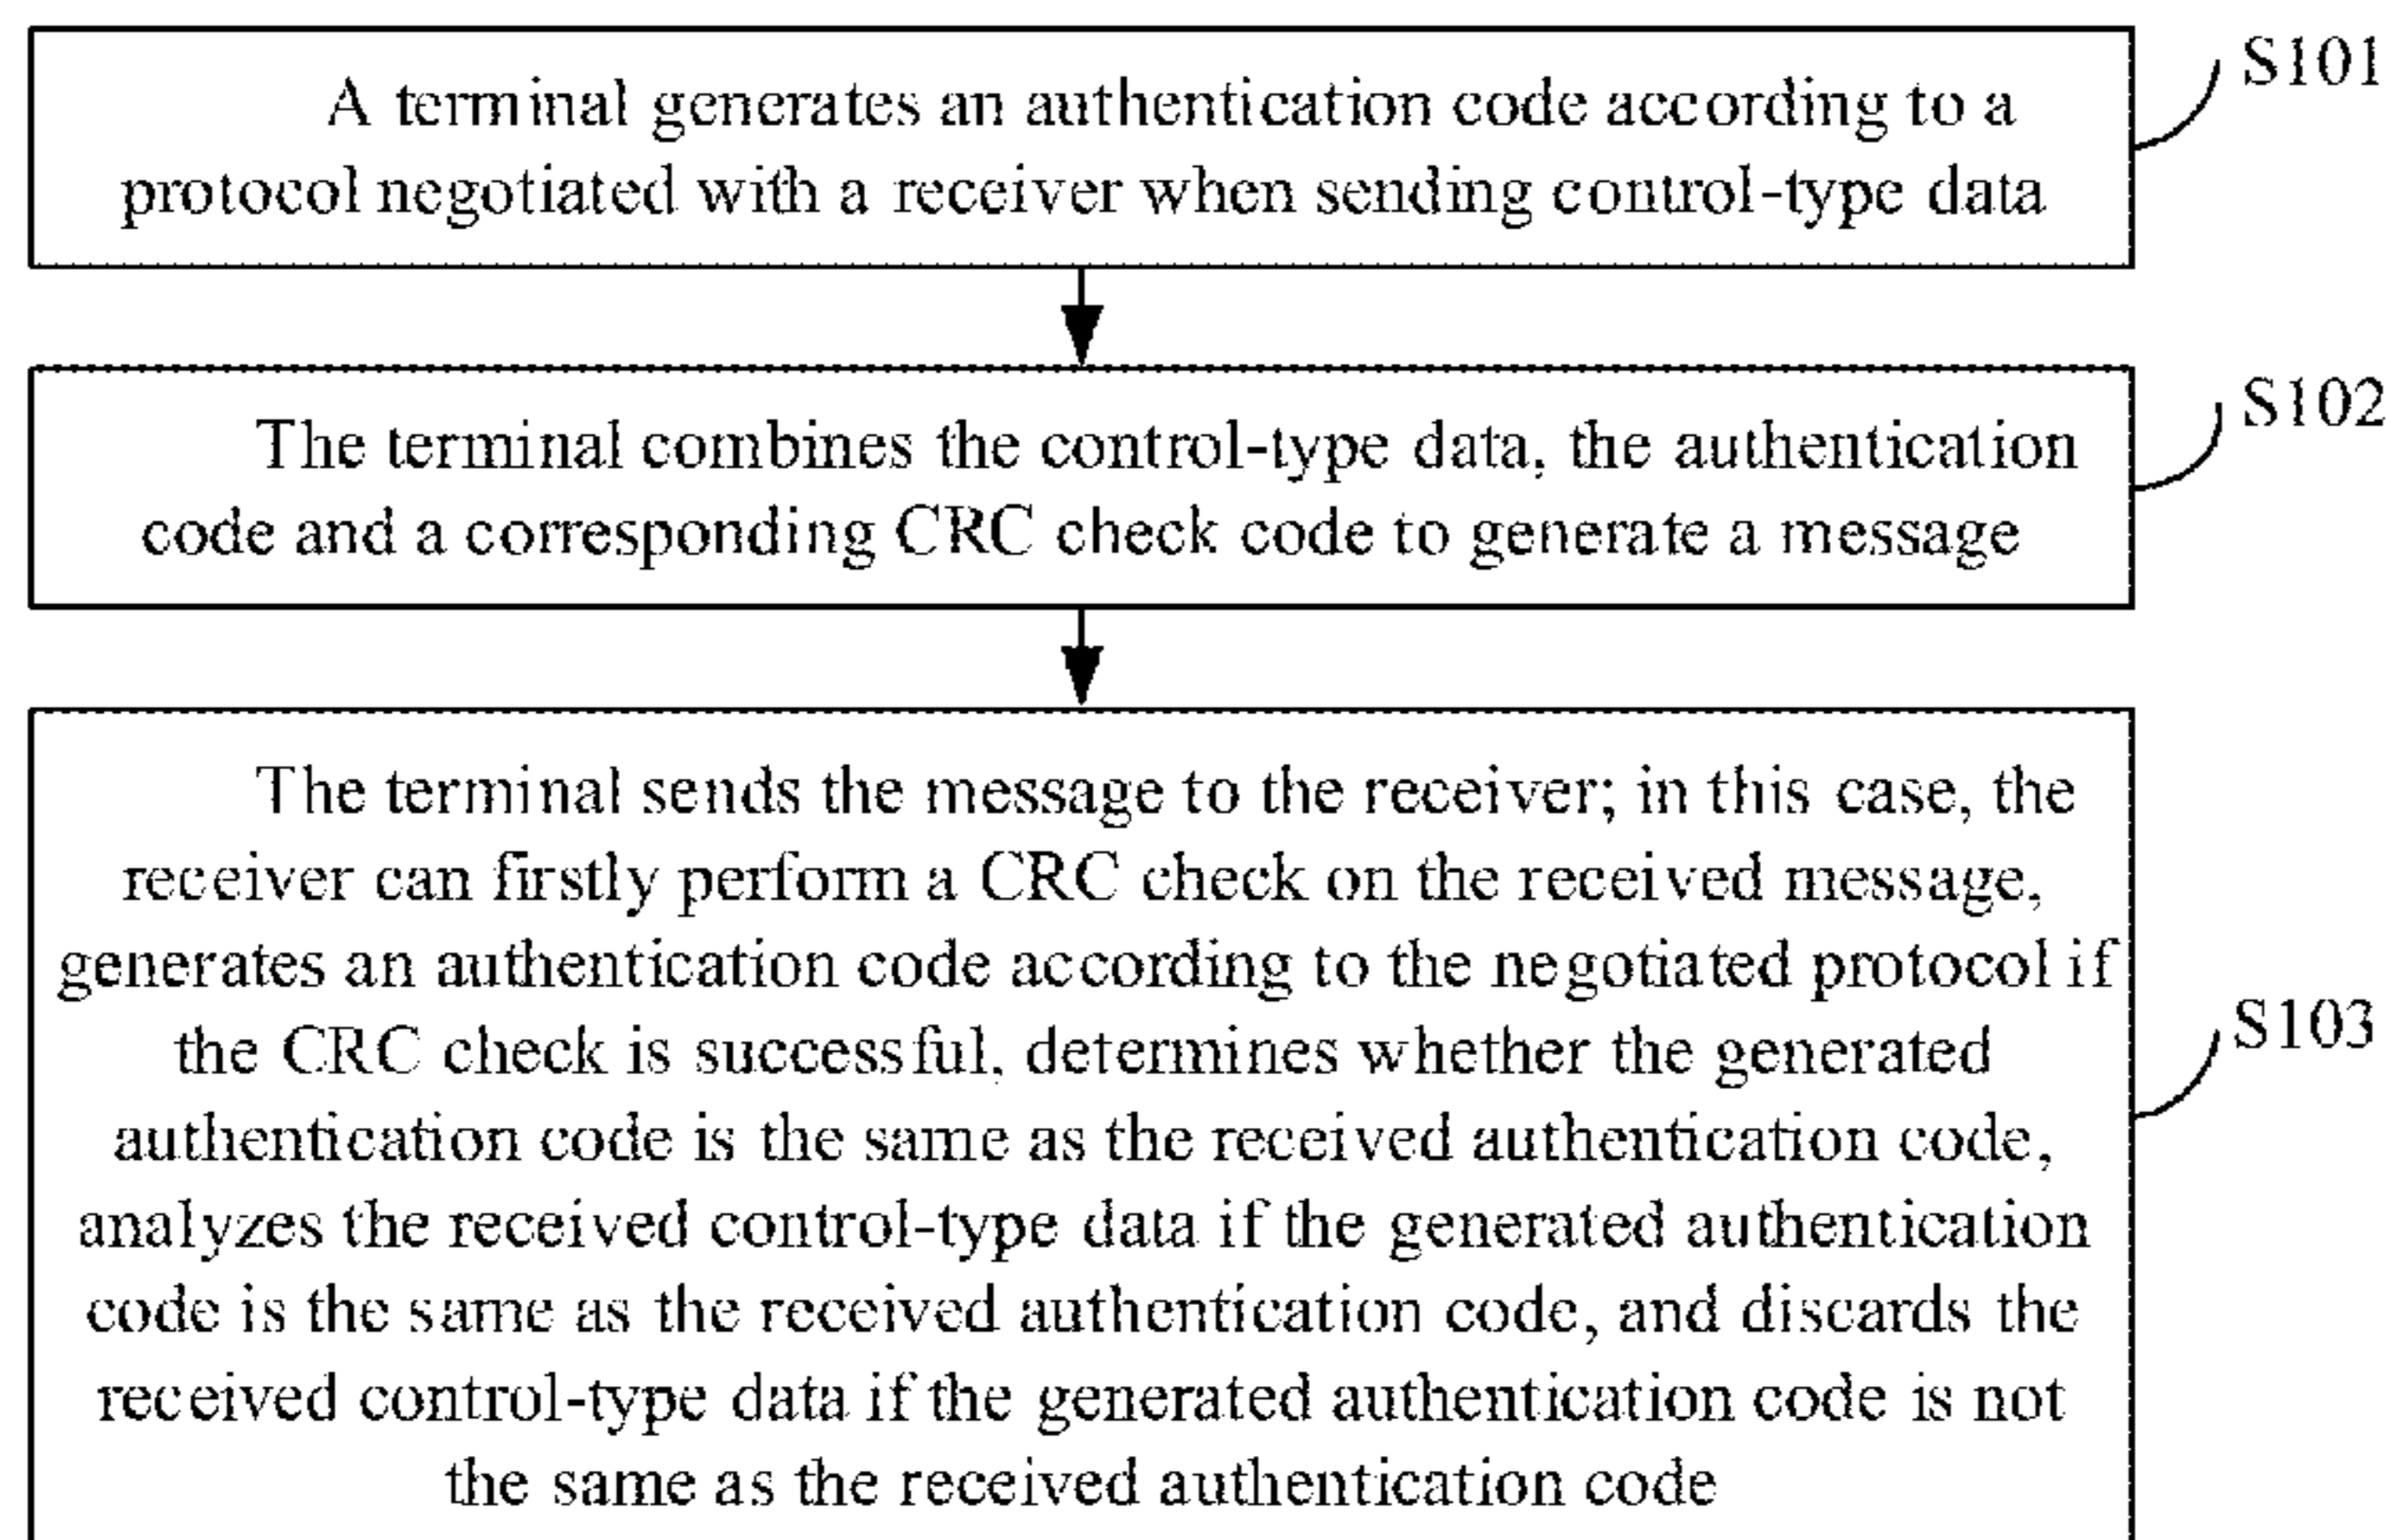 A terminal generates an authentication code according to a
protocol negotiated with a receiver when sending control-type data
S101
The terminal combines the control-type data, the authentication
code and a corresponding CRC check code to generate a message
S102
The terminal sends the message to the receiver; in this case, the
receiver can firstly perform a CRC check on the received message,
generates an authentication code according to the negotiated protocol if
the CRC check is successful, determines whether the generated
authentication code is the same as the received authentication code,
analyzes the received control-type data if the generated authentication
code is the same as the received authentication code, and discards the
received control-type data if the generated authentication code is not
the same as the received authentication code
S103